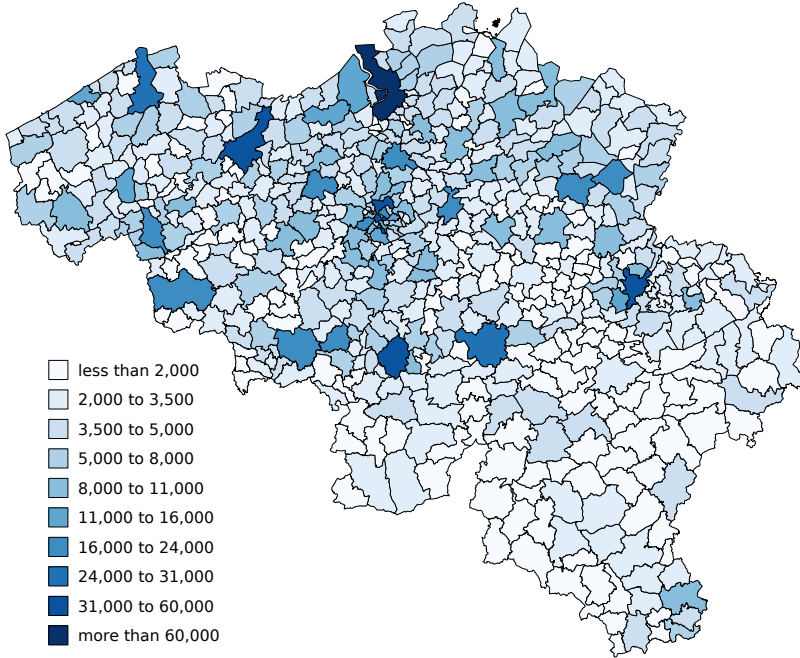 less than 2,000
2,000 to 3,500
3,500 to 5,000
5,000 to 8,000
8,000 to 11,000
11,000 to 16,000
16,000 to 24,000
24,000 to 31,000
31,000 to 60,000
more than 60,000